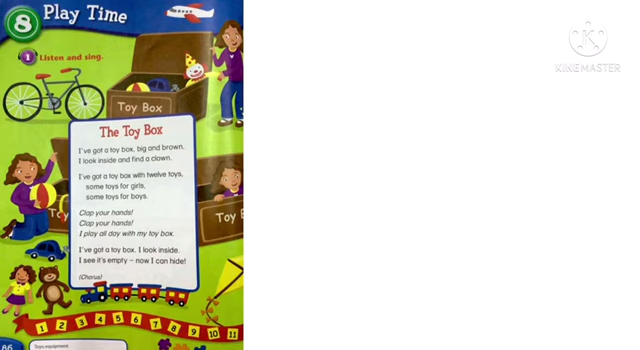 8 Play Time
1 Listen and sing.
Toy Box
The Toy Box
I've got a toy box, big and brown.
I look inside and find a clown.
I've got a toy box with twelve toys,
some toys for girls,
some toys for boys.
Clap your hands!
Clap your hands!
I play all day with my toy box.
I've got a toy box. I look inside.
I see it's empty – now I can hide!
(Chorus)
1 2 3 4 5 6 7 8 9 10 11
86
KINEMASTER